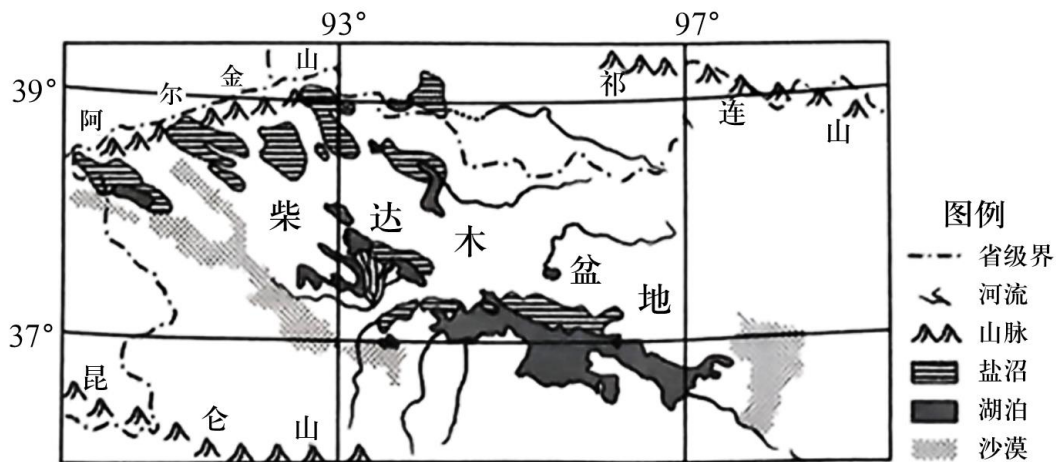 93° 97°
39°
37°
阿尔金山
祁连山
柴达木盆地
昆仑山
图例
省级界
河流
山脉
盐沼
湖泊
沙漠